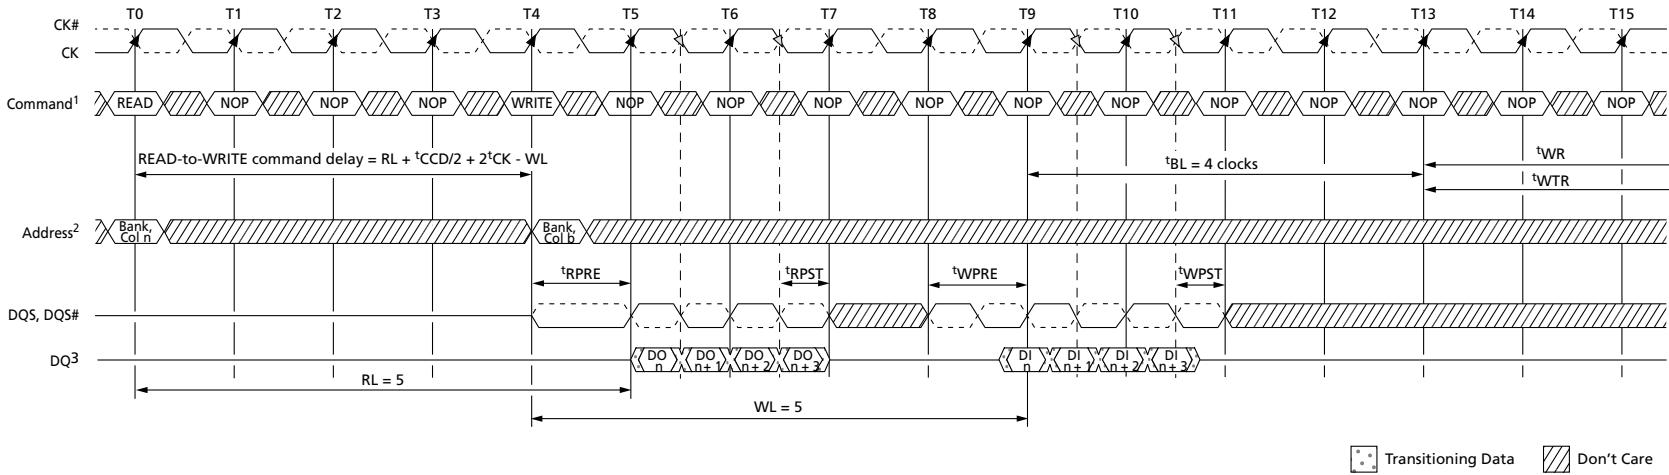 T0 T1 T2 T3 T4 T5 T6 T7 T8 T9 T10 T11 T12 T13 T14 T15
CK#
CK
Command1 READ NOP NOP NOP WRITE NOP NOP NOP NOP NOP NOP NOP NOP NOP NOP NOP
READ-to-WRITE command delay = RL + tCCD/2 + 2tCK - WL
tBL = 4 clocks
tWR
tWTR
Address2 Bank, Col n Bank, Col b
tRPRE tRPST tWPRE tWPST
DQS, DQS#
DQ3 DO n DO n + 1 DO n + 2 DO n + 3 DI n DI n + 1 DI n + 2 DI n + 3
RL = 5
WL = 5
Transitioning Data Don't Care